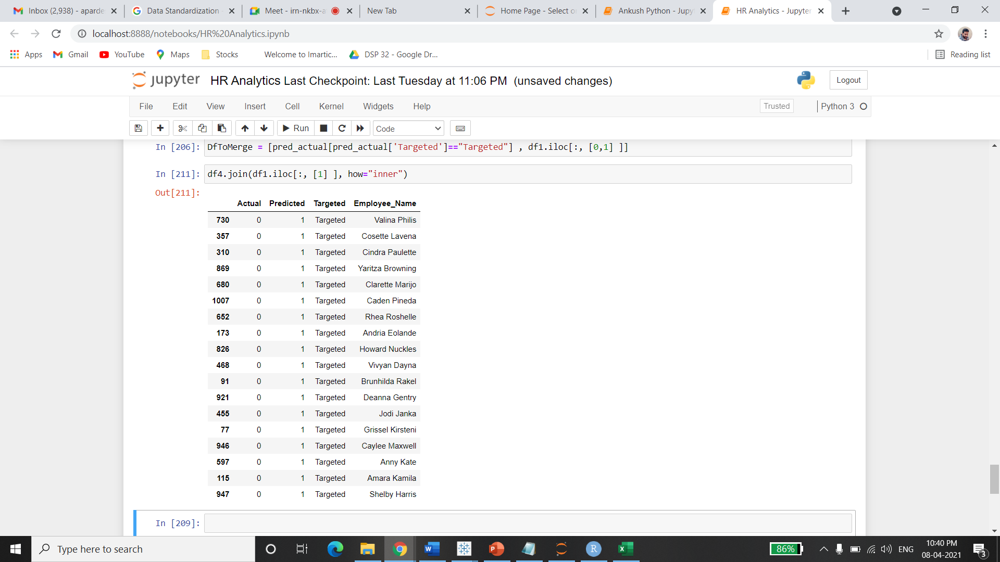 Inbox (2,938) - aparde
Data Standardization
Meet - irn-nkbx-a
New Tab
Home Page - Select o
Ankush Python - Jupy
HR Analytics - Jupyter
localhost:8888/notebooks/HR%20Analytics.ipynb
Apps Gmail YouTube Maps Stocks Welcome to Imartic... DSP 32 - Google Dr... Reading list
jupyter HR Analytics Last Checkpoint: Last Tuesday at 11:06 PM (unsaved changes) Logout
File Edit View Insert Cell Kernel Widgets Help Trusted Python 3
Run Code
In [206]: DfToMerge = [pred_actual[pred_actual['Targeted']=="Targeted"] , df1.iloc[:, [0,1] ]]
In [211]: df4.join(df1.iloc[:, [1] ], how="inner")
Out[211]:
Actual Predicted Targeted Employee_Name
730 0 1 Targeted Valina Philis
357 0 1 Targeted Cosette Lavena
310 0 1 Targeted Cindra Paulette
869 0 1 Targeted Yaritza Browning
680 0 1 Targeted Clarette Marijo
1007 0 1 Targeted Caden Pineda
652 0 1 Targeted Rhea Roshelle
173 0 1 Targeted Andria Eolande
826 0 1 Targeted Howard Nuckles
468 0 1 Targeted Vivyan Dayna
91 0 1 Targeted Brunhilda Rakel
921 0 1 Targeted Deanna Gentry
455 0 1 Targeted Jodi Janka
77 0 1 Targeted Grissel Kirsteni
946 0 1 Targeted Caylee Maxwell
597 0 1 Targeted Anny Kate
115 0 1 Targeted Amara Kamila
947 0 1 Targeted Shelby Harris
In [209]:
Type here to search
86%
ENG
10:40 PM
08-04-2021
3